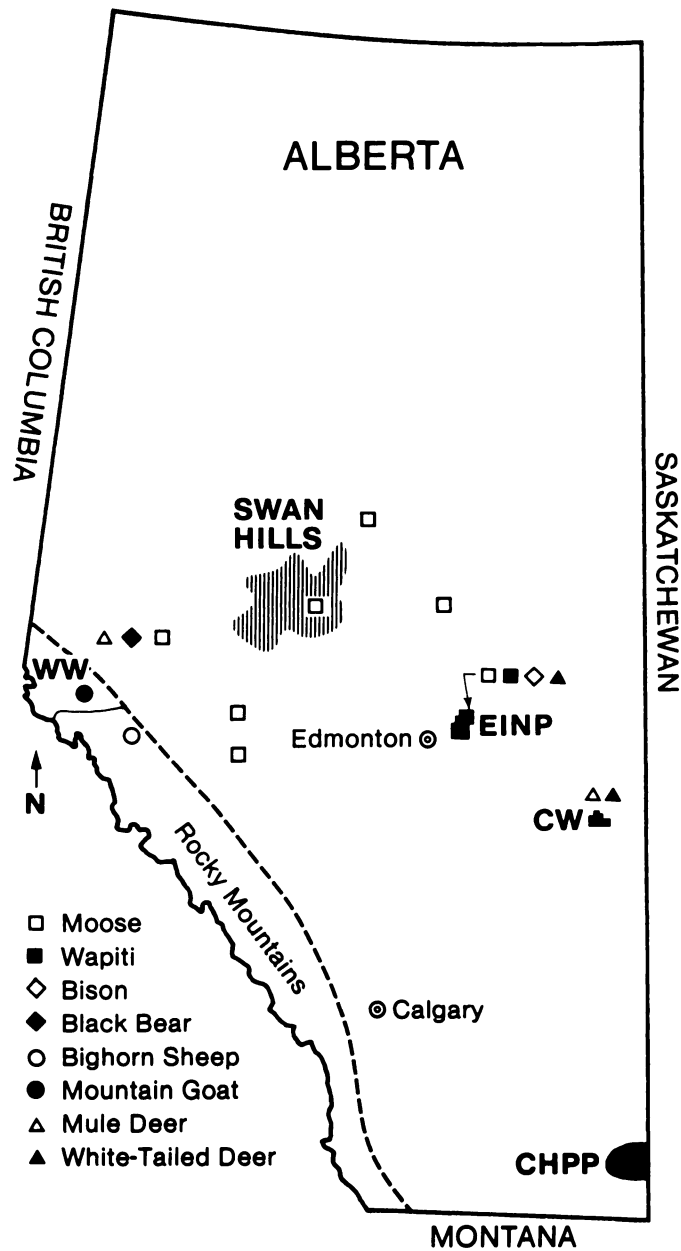 ALBERTA
BRITISH COLUMBIA
SASKATCHEWAN
SWAN
HILLS
WW
EINP
Edmonton
N
CW
Rocky Mountains
Moose
Wapiti
Bison
Black Bear
Bighorn Sheep
Mountain Goat
Mule Deer
White-Tailed Deer
Calgary
CHPP
MONTANA